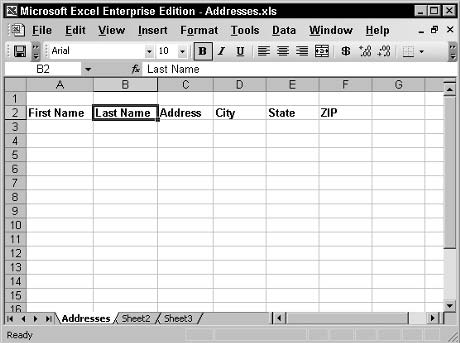 Microsoft Excel Enterprise Edition - Addresses.xls
File Edit View Insert Format Tools Data Window Help
Arial 10 B I U $ +.0 .00
B2 fx Last Name
A B C D E F G
1
2 First Name Last Name Address City State ZIP
3
4
5
6
7
8
9
10
11
12
13
14
15
16
Addresses Sheet2 Sheet3
Ready